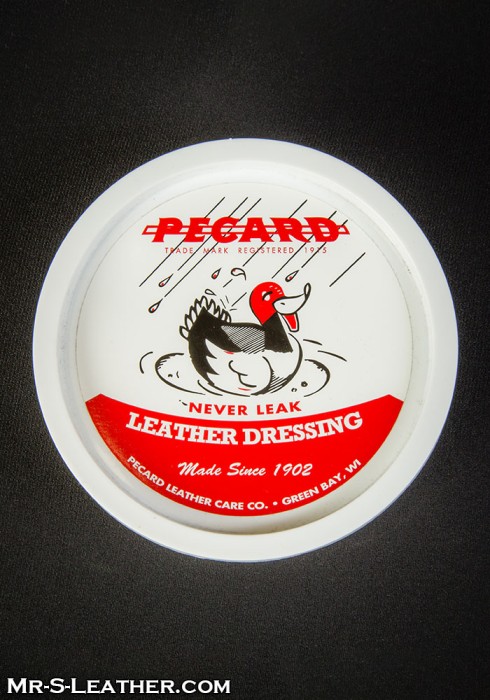 PECARD
TRADE MARK REGISTERED 1925
NEVER LEAK
LEATHER DRESSING
Made Since 1902
PECARD LEATHER CARE CO. • GREEN BAY, WI
Mr-S-Leather.com